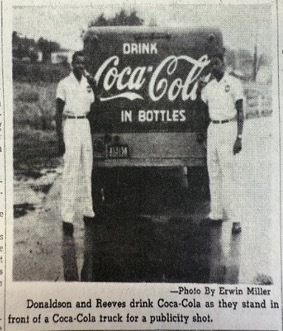 DRINK
Coca-Cola
IN BOTTLES
—Photo By Erwin Miller
Donaldson and Reeves drink Coca-Cola as they stand in
front of a Coca-Cola truck for a publicity shot.